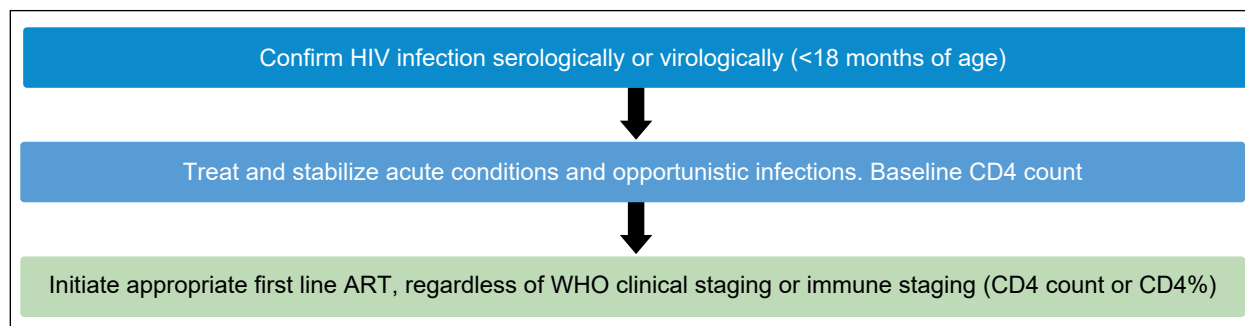 Confirm HIV infection serologically or virologically (<18 months of age)
Treat and stabilize acute conditions and opportunistic infections. Baseline CD4 count
Initiate appropriate first line ART, regardless of WHO clinical staging or immune staging (CD4 count or CD4%)